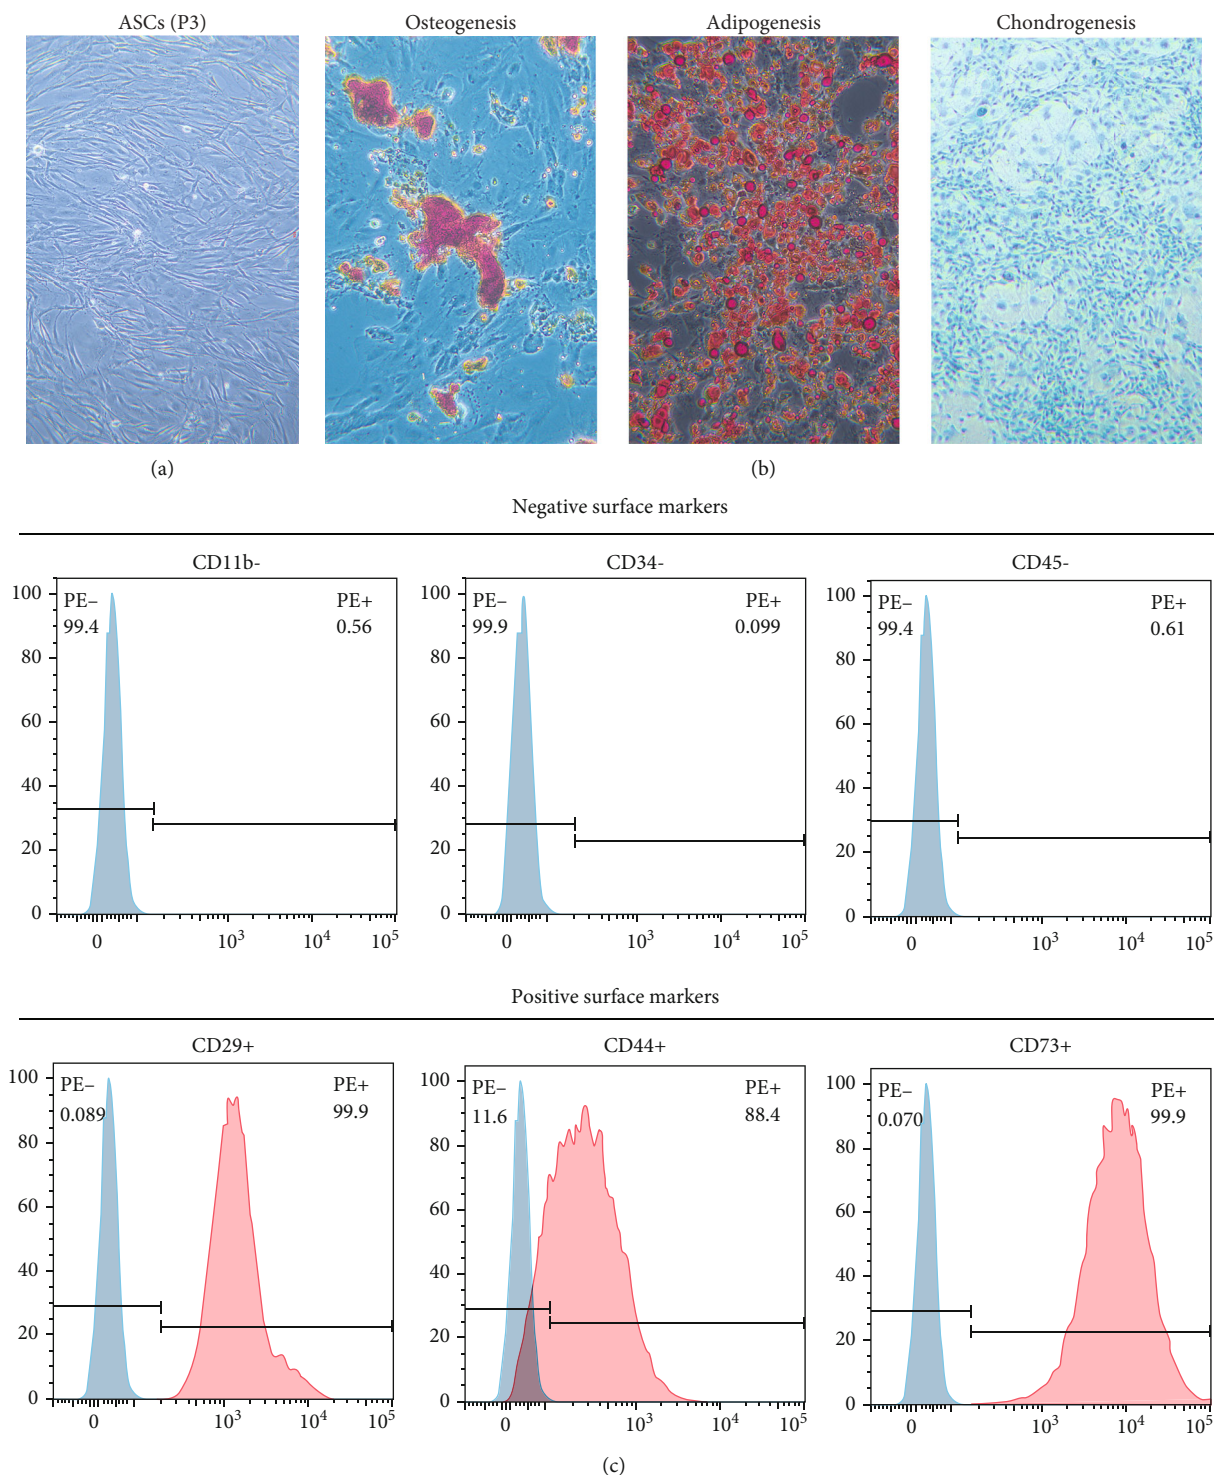 ASCs (P3) Osteogenesis Adipogenesis Chondrogenesis
(a) (b)
Negative surface markers
CD11b- CD34- CD45-
PE– PE+ PE– PE+ PE– PE+
99.4 0.56 99.9 0.099 99.4 0.61
100 100 100
80 80 80
60 60 60
40 40 40
20 20 20
0 0 0
0 10³ 10⁴ 10⁵ 0 10³ 10⁴ 10⁵ 0 10³ 10⁴ 10⁵
Positive surface markers
CD29+ CD44+ CD73+
PE– PE+ PE– PE+ PE– PE+
0.089 99.9 11.6 88.4 0.070 99.9
100 100 100
80 80 80
60 60 60
40 40 40
20 20 20
0 0 0
0 10³ 10⁴ 10⁵ 0 10³ 10⁴ 10⁵ 0 10³ 10⁴ 10⁵
(c)